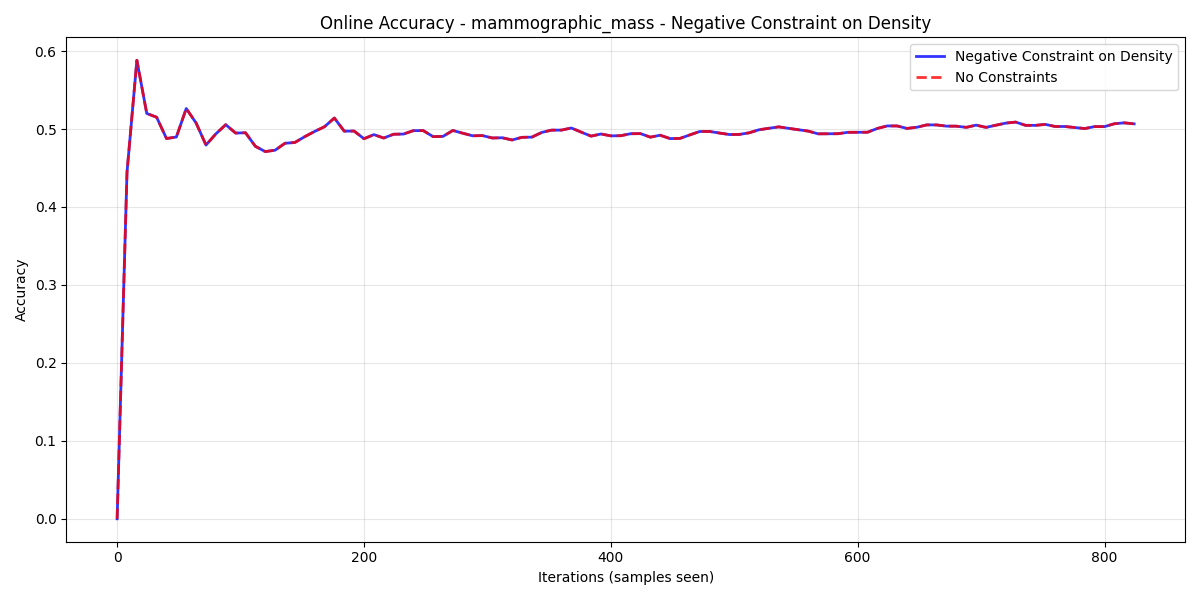 Online Accuracy - mammographic_mass - Negative Constraint on Density
Negative Constraint on Density
No Constraints
Accuracy
0.6
0.5
0.4
0.3
0.2
0.1
0.0
0
200
400
600
800
Iterations (samples seen)